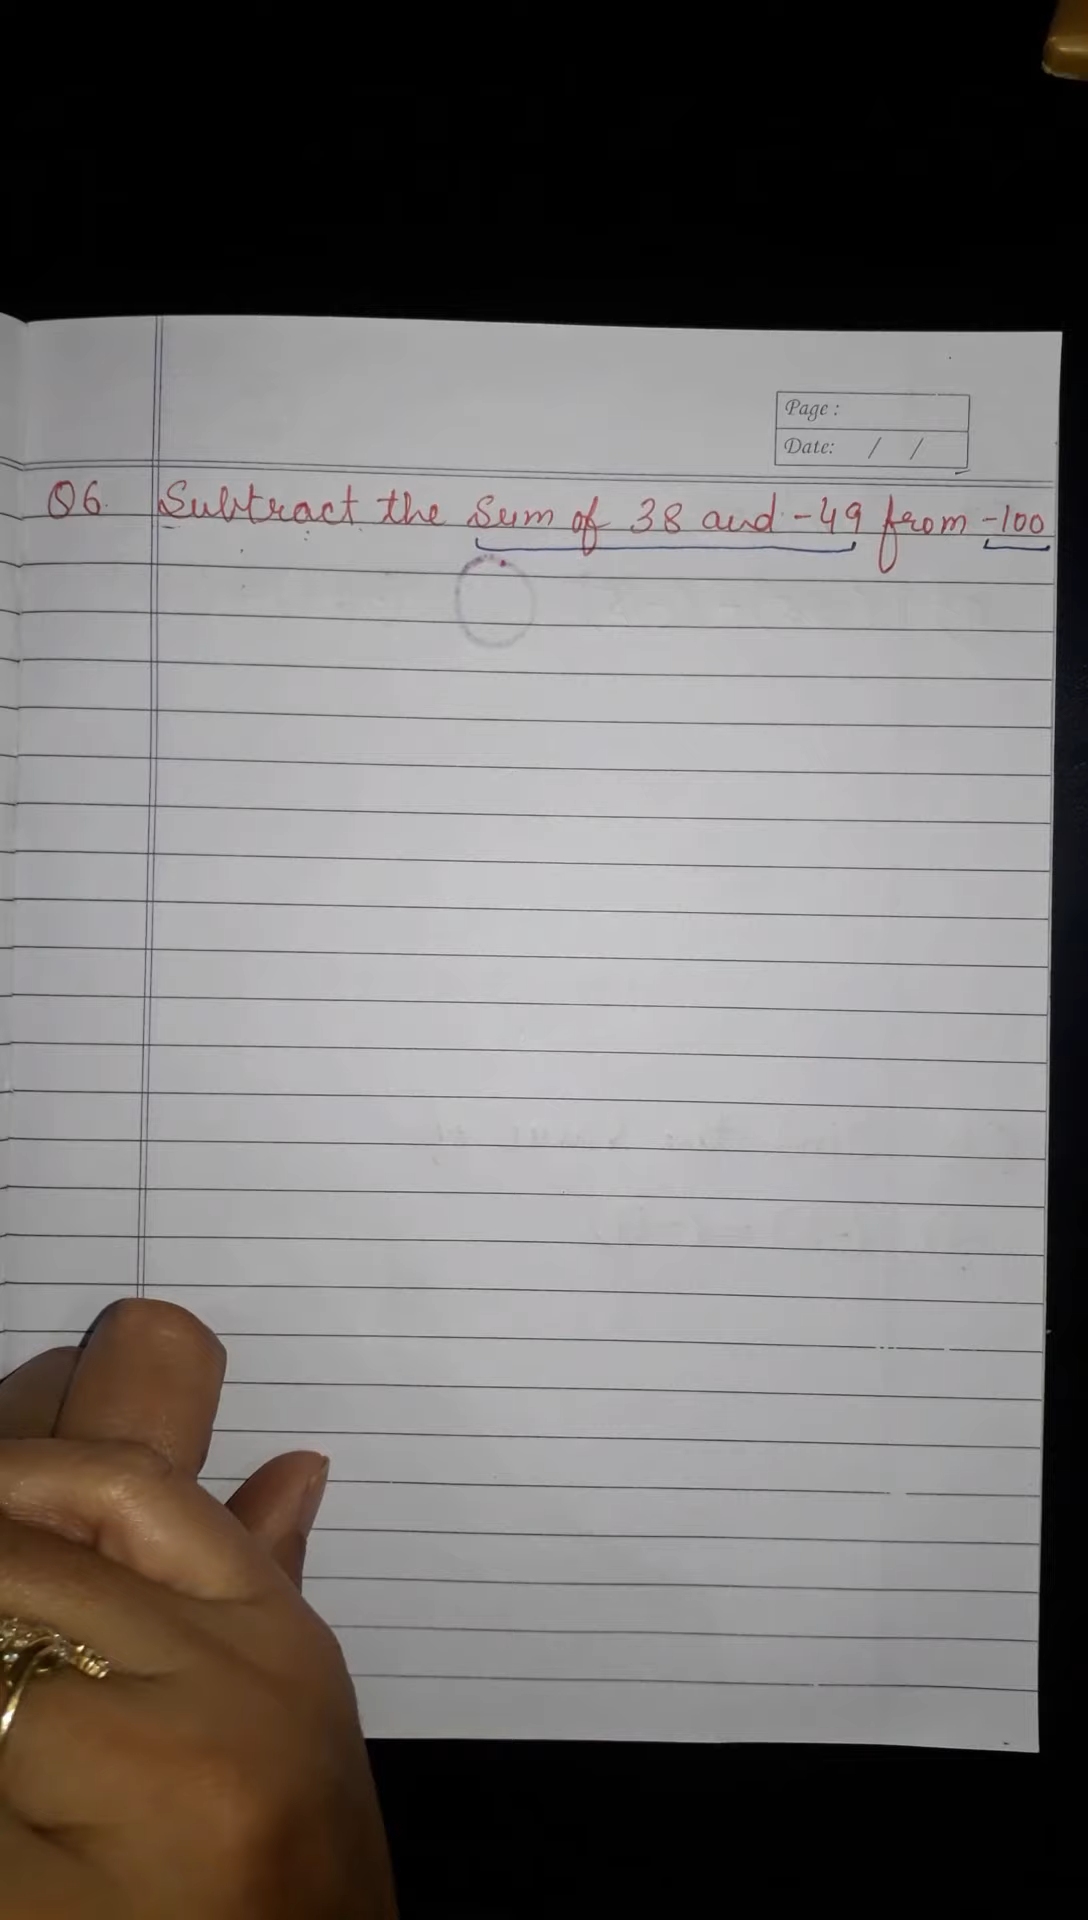 Page :
Date: / /
Q6. Subtract the Sum of 38 and -49 from -100